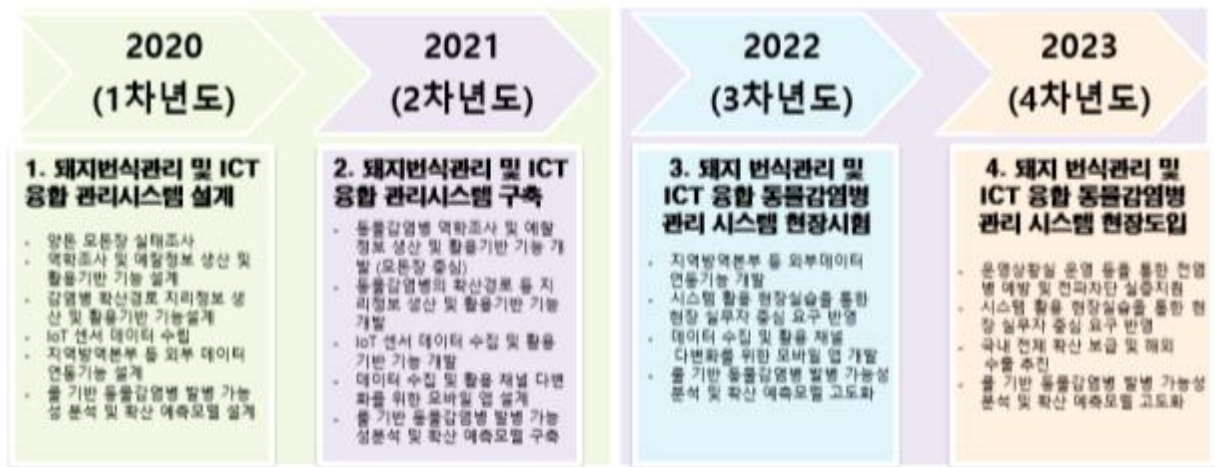 2020
(1차년도)
1. 돼지번식관리 및 ICT
융합 관리시스템 설계
- 양돈 모돈장 실태조사
- 역학조사 및 예찰정보 생산 및
활용기반 기능 설계
- 감염병 확산경로 지리정보 생
산 및 활용기반 기능설계
- IoT 센서 데이터 수립
- 지역방역본부 등 외부 데이터
연동기능 설계
- 룰 기반 동물감염병 발병 가능
성 분석 및 확산 예측모델 설계
2021
(2차년도)
2. 돼지번식관리 및 ICT
융합 관리시스템 구축
- 동물감염병 역학조사 및 예찰
정보 생산 및 활용기반 기능 개
발 (모돈장 중심)
- 동물감염병의 확산경로 등 지
리정보 생산 및 활용기반 기능
개발
- IoT 센서 데이터 수집 및 활용
기반 기능 개발
- 데이터 수집 및 활용 채널 다변
화를 위한 모바일 앱 설계
- 룰 기반 동물감염병 발병 가능
성분석 및 확산 예측모델 구축
2022
(3차년도)
3. 돼지 번식관리 및
ICT 융합 동물감염병
관리 시스템 현장시험
- 지역방역본부 등 외부데이터
연동기능 개발
- 시스템 활용 현장실습을 통한
현장 실무자 중심 요구 반영
- 데이터 수집 및 활용 채널
다변화를 위한 모바일 앱 개발
- 룰 기반 동물감염병 발병 가능성
분석 및 확산 예측모델 고도화
2023
(4차년도)
4. 돼지 번식관리 및
ICT 융합 동물감염병
관리 시스템 현장도입
- 운영상황실 운영 등을 통한 전염
병 예방 및 전파차단 실증지원
- 시스템 활용 현장실습을 통한 현
장 실무자 중심 요구 반영
- 국내 전체 확산 보급 및 해외
수출 추진
- 룰 기반 동물감염병 발병 가능성
분석 및 확산 예측모델 고도화